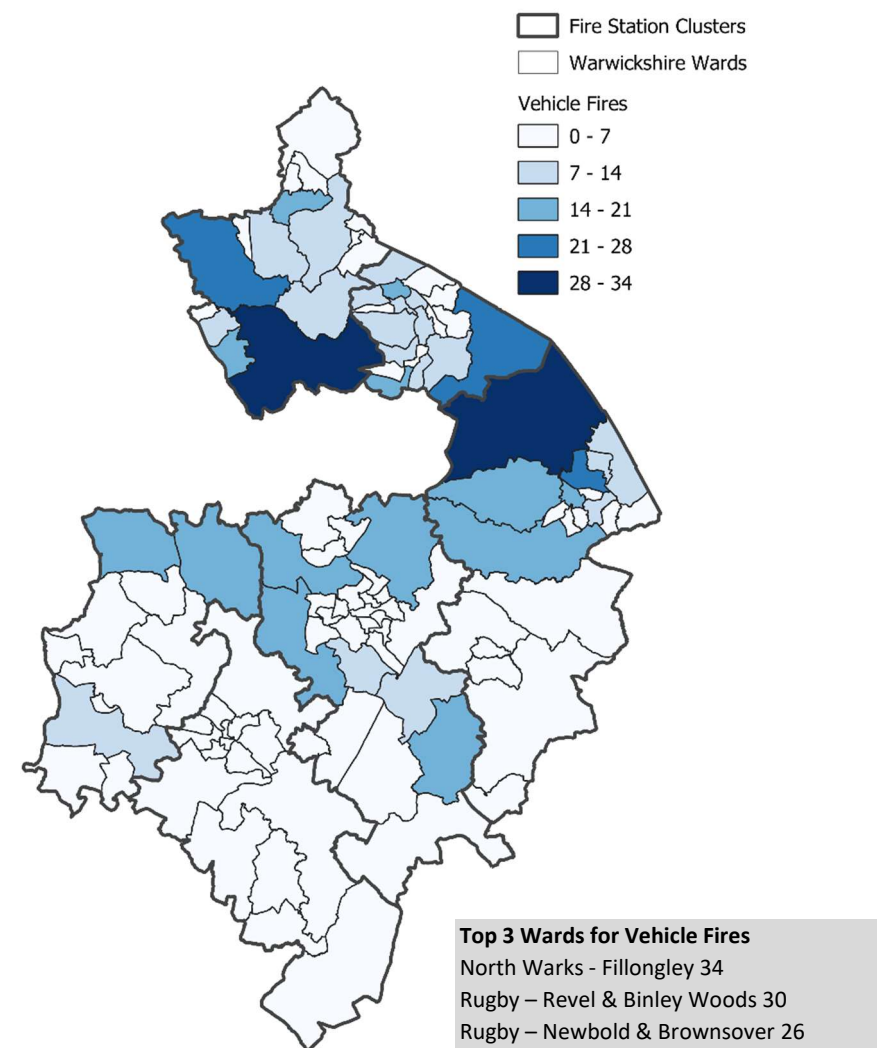 Fire Station Clusters
Warwickshire Wards
Vehicle Fires
0 - 7
7 - 14
14 - 21
21 - 28
28 - 34
Top 3 Wards for Vehicle Fires
North Warks - Fillongley 34
Rugby – Revel & Binley Woods 30
Rugby – Newbold & Brownsover 26